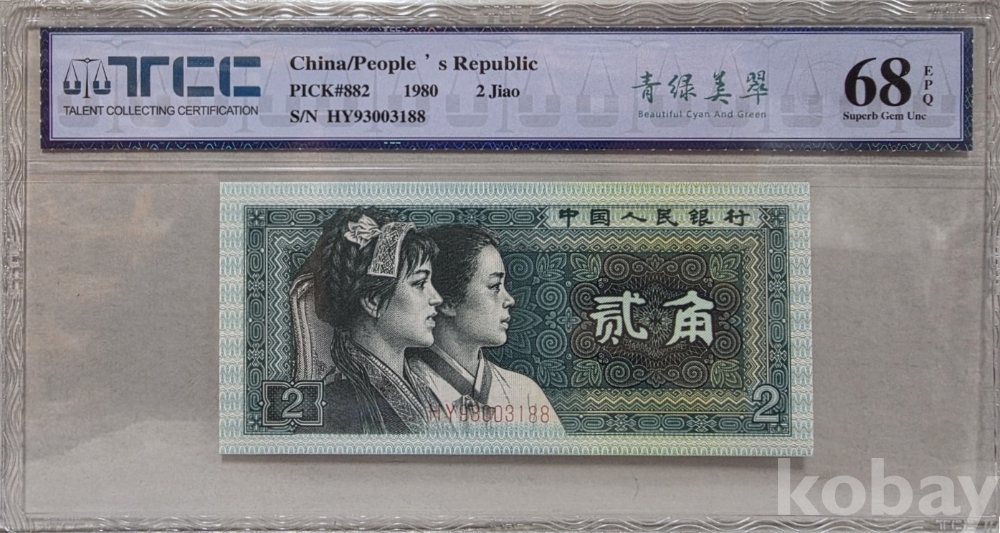 TCC
TALENT COLLECTING CERTIFICATION
China/People ’ s Republic
PICK#882 1980 2 Jiao
S/N HY93003188
青绿美翠
Beautiful Cyan And Green
68 EPQ
Superb Gem Unc
中国人民银行
贰角
HY93003188
2
2
kobay